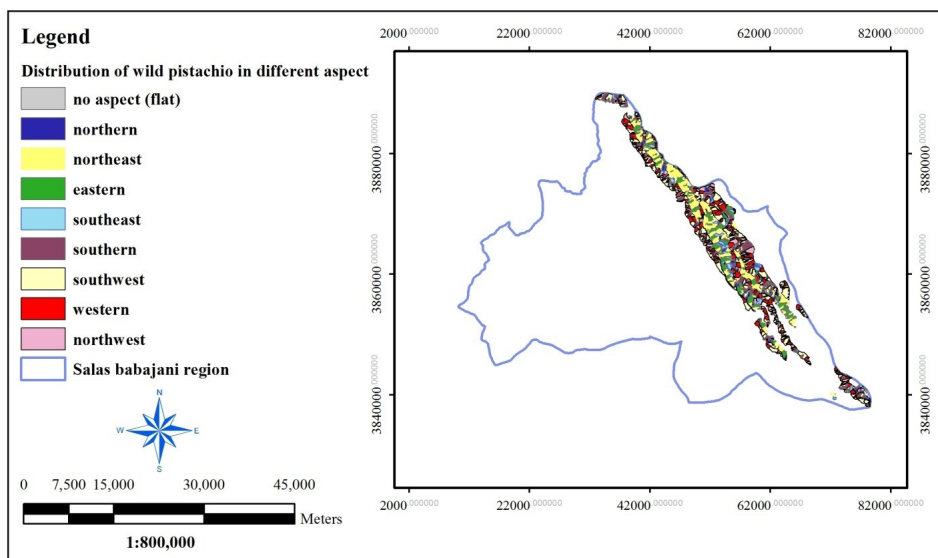 Legend
Distribution of wild pistachio in different aspect
no aspect (flat)
northern
northeast
eastern
southeast
southern
southwest
western
northwest
Salas babajani region
N
W E
S
0 7,500 15,000 30,000 45,000
Meters
1:800,000
2000.000000 22000.000000 42000.000000 62000.000000 82000.000000
3880000.000000 3880000.000000
3860000.000000 3860000.000000
3840000.000000 3840000.000000
2000.000000 22000.000000 42000.000000 62000.000000 82000.000000